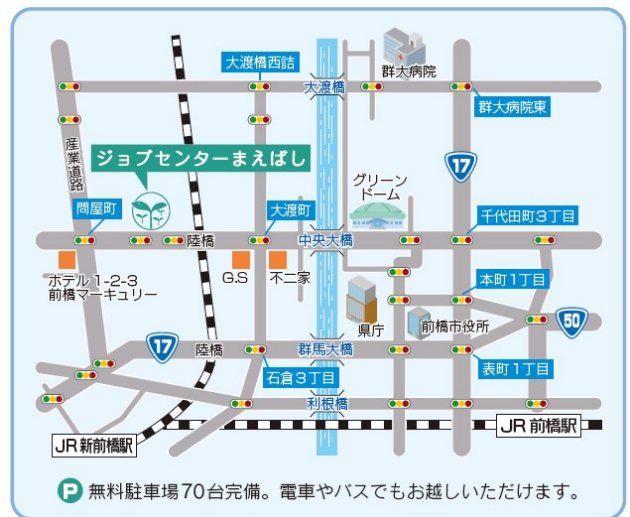 大渡橋西詰
群大病院
大渡橋
群大病院東
産業道路
ジョブセンターまえばし
17
グリーン
ドーム
問屋町
大渡町
千代田町3丁目
陸橋
中央大橋
ホテル1-2-3
前橋マーキュリー
G.S
不二家
本町1丁目
県庁
前橋市役所
50
17
陸橋
群馬大橋
表町1丁目
石倉3丁目
利根橋
JR新前橋駅
JR前橋駅
P 無料駐車場70台完備。電車やバスでもお越しいただけます。